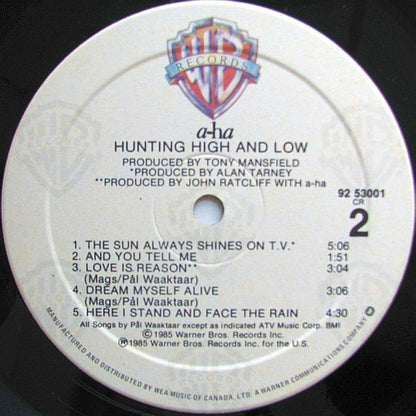 WB
RECORDS
a-ha
HUNTING HIGH AND LOW
PRODUCED BY TONY MANSFIELD
*PRODUCED BY ALAN TARNEY
**PRODUCED BY JOHN RATCLIFF WITH a-ha
92 53001
CR
2
1. THE SUN ALWAYS SHINES ON T.V.* 5:06
2. AND YOU TELL ME 1:51
3. LOVE IS REASON** 3:04
(Mags/Pål Waaktaar)
4. DREAM MYSELF ALIVE 3:06
(Mags/Pål Waaktaar)
5. HERE I STAND AND FACE THE RAIN 4:30
All Songs by Pål Waaktaar except as indicated ATV Music Corp. BMI
©1985 Warner Bros. Records Inc.
℗1985 Warner Bros. Records Inc. for the U.S.
MANUFACTURED AND DISTRIBUTED BY WEA MUSIC OF CANADA, LTD. A WARNER COMMUNICATIONS COMPANY